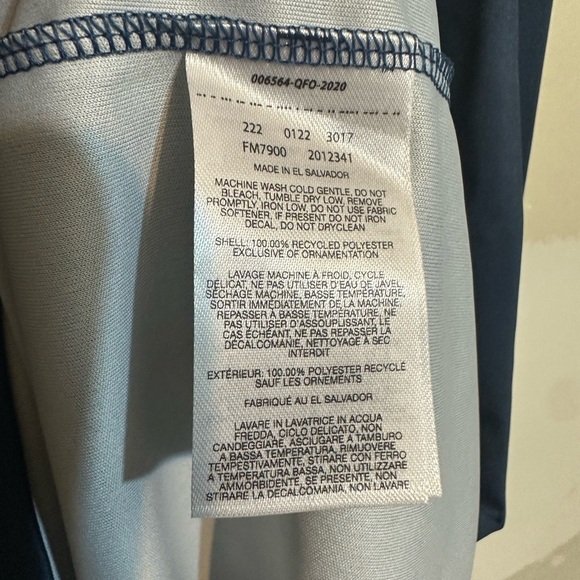 006564-QFO-2020
222 0122 3017
FM7900 2012341
MADE IN EL SALVADOR
MACHINE WASH COLD GENTLE, DO NOT
BLEACH, TUMBLE DRY LOW, REMOVE
PROMPTLY, IRON LOW, DO NOT USE FABRIC
SOFTENER, IF PRESENT DO NOT IRON
DECAL, DO NOT DRYCLEAN
SHELL: 100.00% RECYCLED POLYESTER
EXCLUSIVE OF ORNAMENTATION
LAVAGE MACHINE À FROID, CYCLE
DÉLICAT, NE PAS UTILISER D'EAU DE JAVEL,
SÉCHAGE MACHINE, BASSE TEMPÉRATURE,
SORTIR IMMÉDIATEMENT DE LA MACHINE,
REPASSER À BASSE TEMPÉRATURE, NE
PAS UTILISER D'ASSOUPLISSANT, LE
CAS ÉCHÉANT, NE PAS REPASSER LA
DÉCALCOMANIE, NETTOYAGE À SEC
INTERDIT
EXTÉRIEUR: 100.00% POLYESTER RECYCLÉ
SAUF LES ORNEMENTS
FABRIQUÉ AU EL SALVADOR
LAVARE IN LAVATRICE IN ACQUA
FREDDA, CICLO DELICATO, NON
CANDEGGIARE, ASCIUGARE A TAMBURO
A BASSA TEMPERATURA, RIMUOVERE
TEMPESTIVAMENTE, STIRARE CON FERRO
A TEMPERATURA BASSA, NON UTILIZZARE
AMMORBIDENTE, SE PRESENTE, NON
STIRARE LA DECALCOMANIA, NON LAVARE